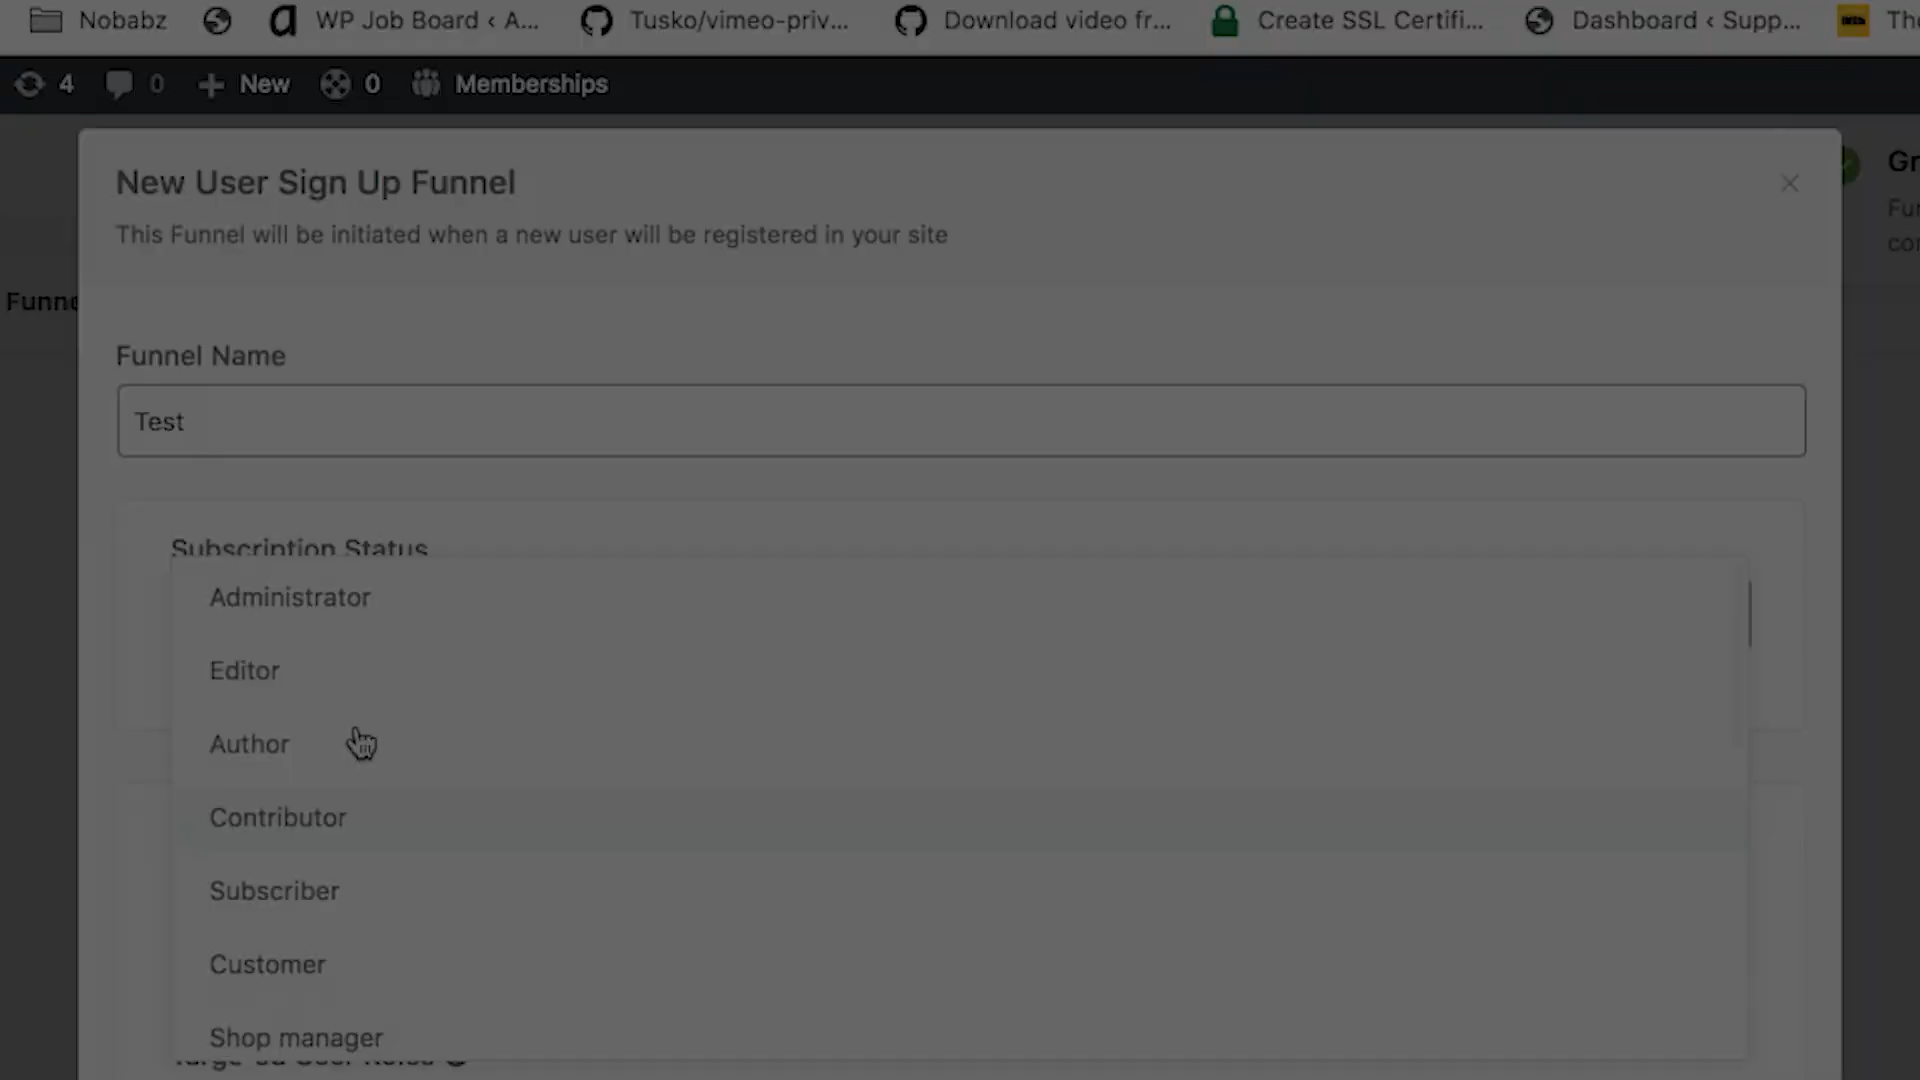 Nobabz
WP Job Board ‹ A...
Tusko/vimeo-priv...
Download video fr...
Create SSL Certifi...
Dashboard ‹ Supp...
4
0
New
0
Memberships
New User Sign Up Funnel
This Funnel will be initiated when a new user will be registered in your site
Funnel Name
Test
Subscription Status
Administrator
Editor
Author
Contributor
Subscriber
Customer
Shop manager